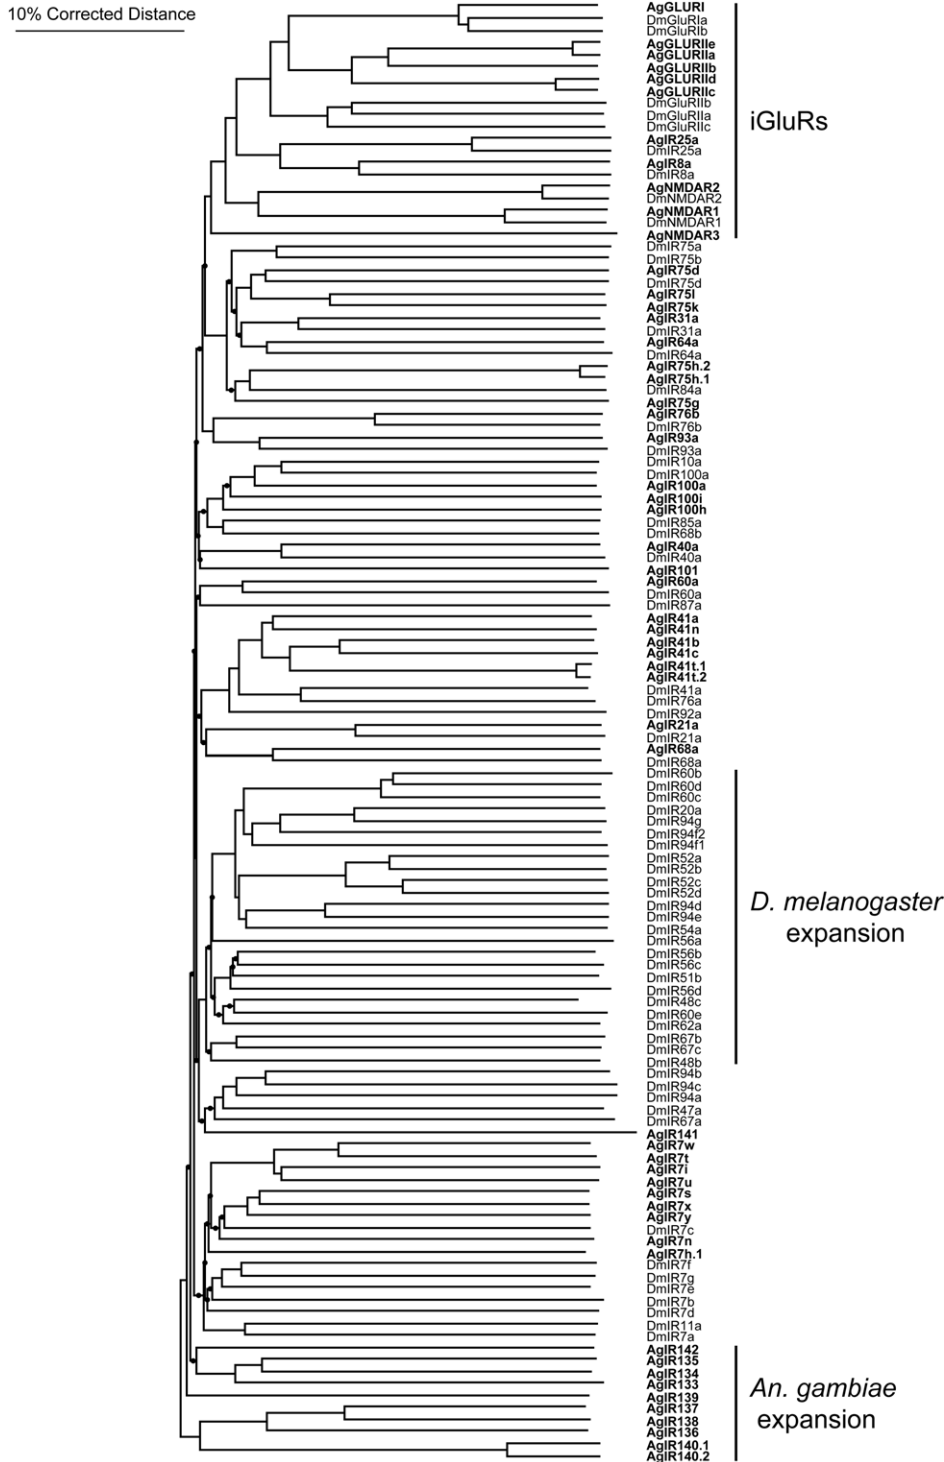 10% Corrected Distance
AgGLURI
DmGluRIa
DmGluRIb
AgGLURIIe
AgGLURIIa
AgGLURIIb
AgGLURIId
AgGLURIIc
DmGluRIIb
DmGluRIIa
DmGluRIIc
iGluRs
AgIR25a
DmIR25a
AgIR8a
DmIR8a
AgNMDAR2
DmNMDAR2
AgNMDAR1
DmNMDAR1
AgNMDAR3
DmIR75a
DmIR75b
AgIR75d
DmIR75d
AgIR75l
AgIR75k
AgIR31a
DmIR31a
AgIR64a
DmIR64a
AgIR75h.2
AgIR75h.1
DmIR84a
AgIR75g
AgIR76b
DmIR76b
AgIR93a
DmIR93a
DmIR10a
DmIR100a
AgIR100a
AgIR100i
AgIR100h
DmIR85a
DmIR68b
AgIR40a
DmIR40a
AgIR101
AgIR60a
DmIR60a
DmIR87a
AgIR41a
AgIR41n
AgIR41b
AgIR41c
AgIR41t.1
AgIR41t.2
DmIR41a
DmIR76a
DmIR92a
AgIR21a
DmIR21a
AgIR68a
DmIR68a
DmIR60b
DmIR60d
DmIR60c
DmIR20a
DmIR94g
DmIR94f2
DmIR94f1
DmIR52a
DmIR52b
DmIR52c
DmIR52d
DmIR94d
D. melanogaster
DmIR94e
DmIR54a
expansion
DmIR56a
DmIR56b
DmIR56c
DmIR51b
DmIR56d
DmIR48c
DmIR60e
DmIR62a
DmIR67b
DmIR67c
DmIR48b
DmIR94b
DmIR94c
DmIR94a
DmIR47a
DmIR67a
AgIR141
AgIR7w
AgIR7t
AgIR7i
AgIR7u
AgIR7s
AgIR7x
AgIR7y
DmIR7c
AgIR7n
AgIR7h.1
DmIR7f
DmIR7g
DmIR7e
DmIR7b
DmIR7d
DmIR11a
DmIR7a
AgIR142
AgIR135
AgIR134
AgIR133
An. gambiae
AgIR139
AgIR137
AgIR138
expansion
AgIR136
AgIR140.1
AgIR140.2